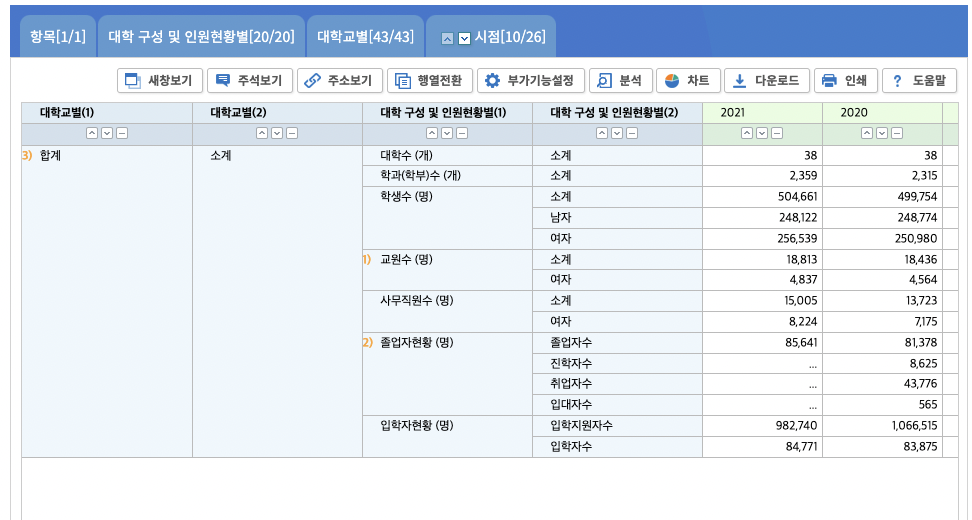 항목[1/1] 대학 구성 및 인원현황별[20/20] 대학교별[43/43] 시점[10/26]
새창보기 주석보기 주소보기 행열전환 부가기능설정 분석 차트 다운로드 인쇄 도움말
대학교별(1) 대학교별(2) 대학 구성 및 인원현황별(1) 대학 구성 및 인원현황별(2) 2021 2020
3) 합계 소계 대학수 (개) 소계 38 38
학과(학부)수 (개) 소계 2,359 2,315
학생수 (명) 소계 504,661 499,754
남자 248,122 248,774
여자 256,539 250,980
1) 교원수 (명) 소계 18,813 18,436
여자 4,837 4,564
사무직원수 (명) 소계 15,005 13,723
여자 8,224 7,175
2) 졸업자현황 (명) 졸업자수 85,641 81,378
진학자수 ... 8,625
취업자수 ... 43,776
입대자수 ... 565
입학자현황 (명) 입학지원자수 982,740 1,066,515
입학자수 84,771 83,875